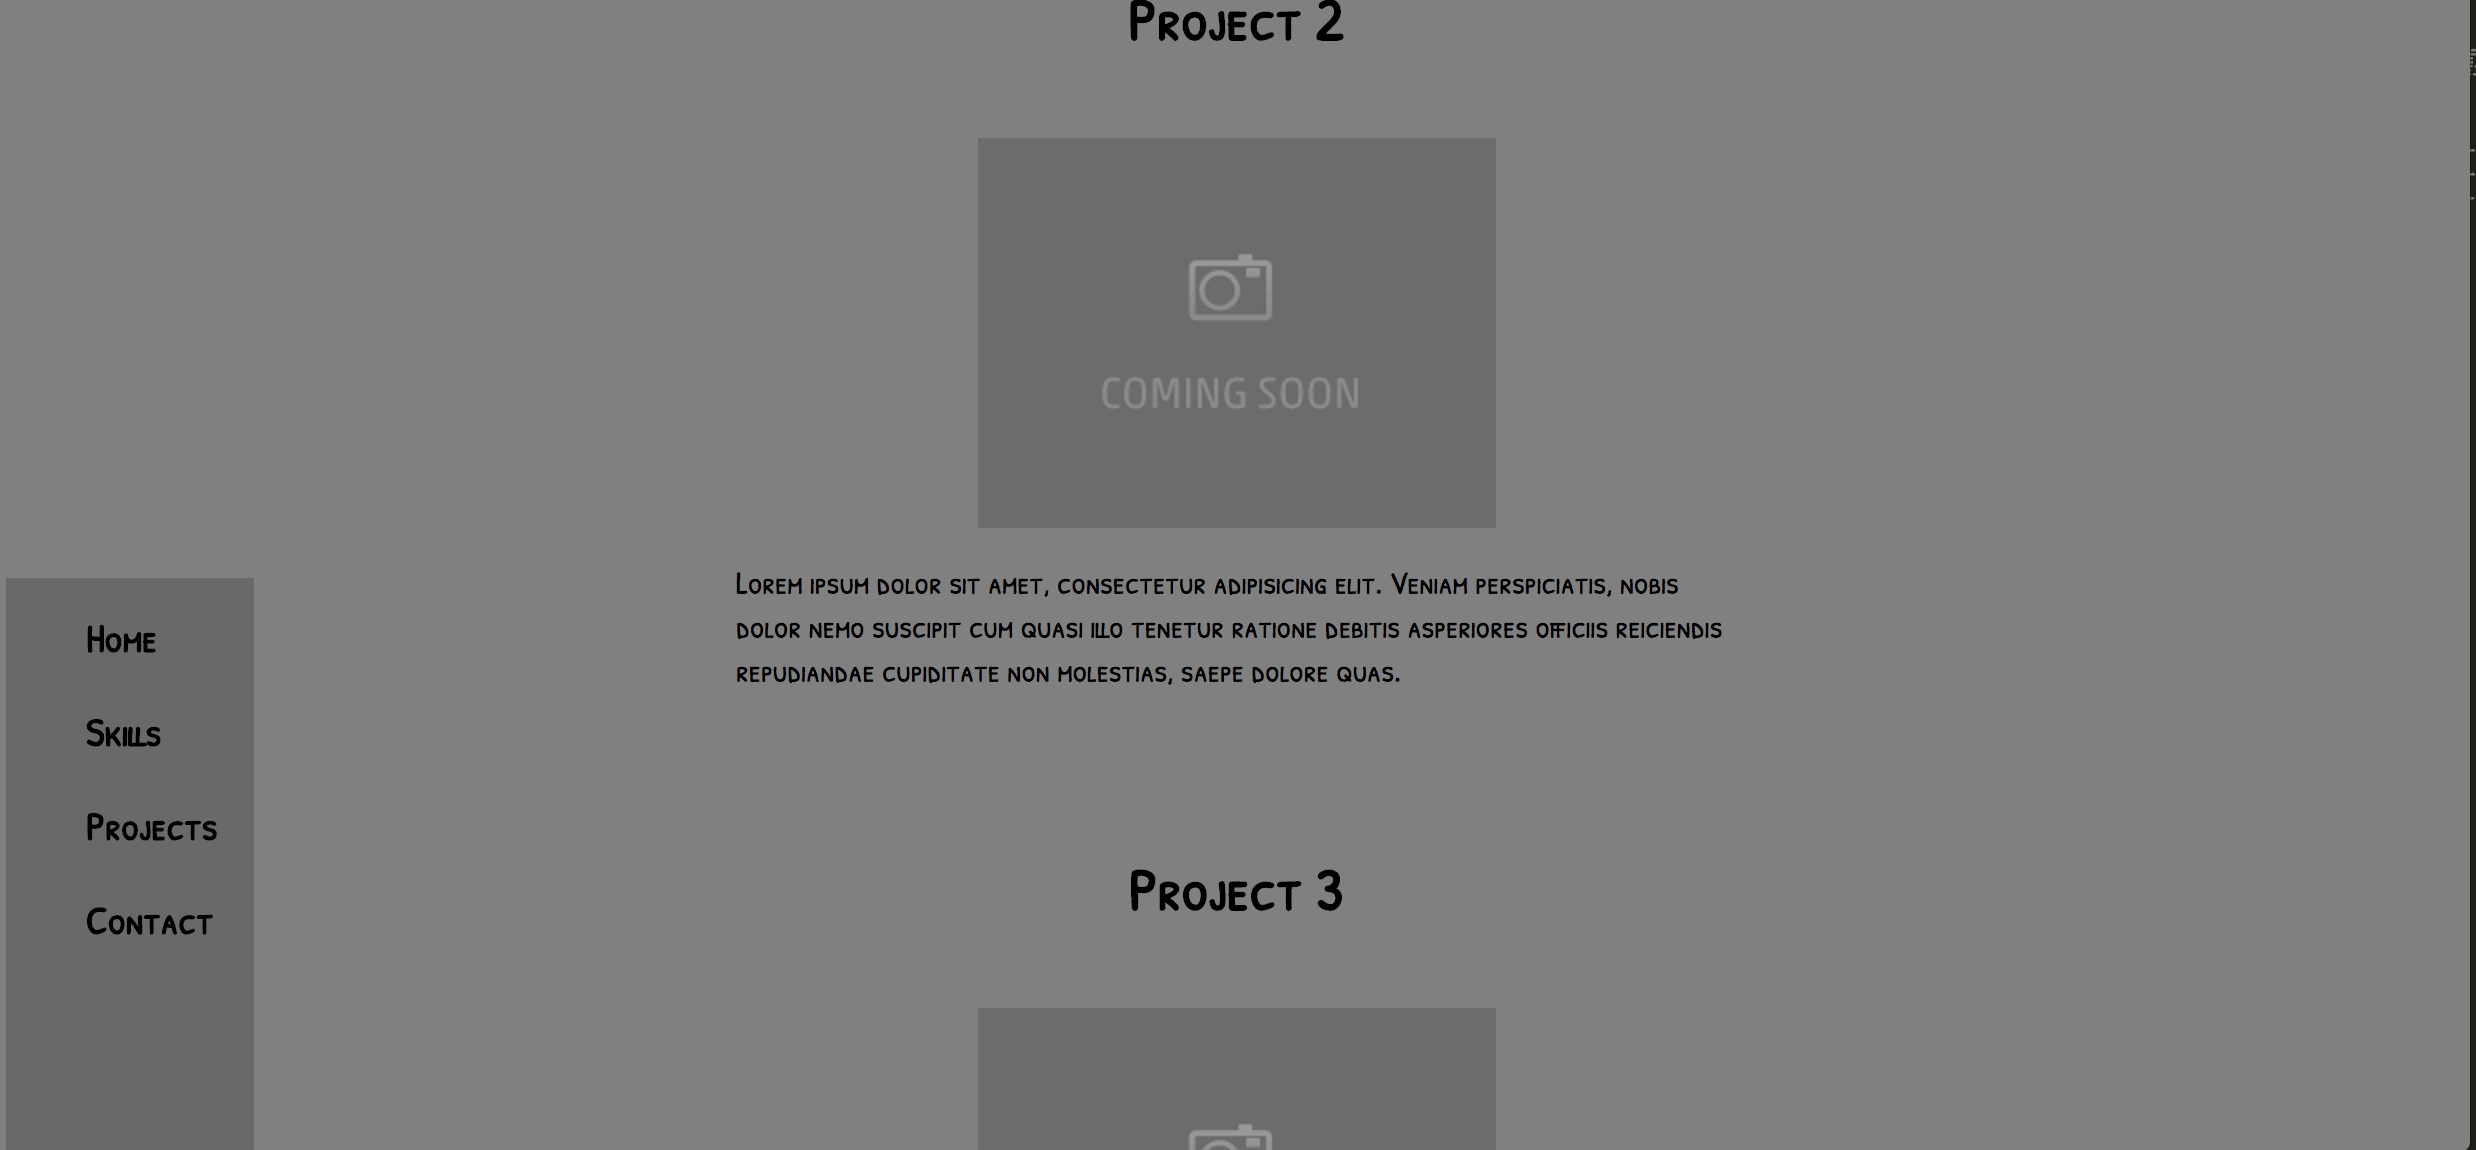 Project 2
COMING SOON
Lorem ipsum dolor sit amet, consectetur adipisicing elit. Veniam perspiciatis, nobis
dolor nemo suscipit cum quasi illo tenetur ratione debitis asperiores officiis reiciendis
repudiandae cupiditate non molestias, saepe dolore quas.
Home
Skills
Projects
Contact
Project 3